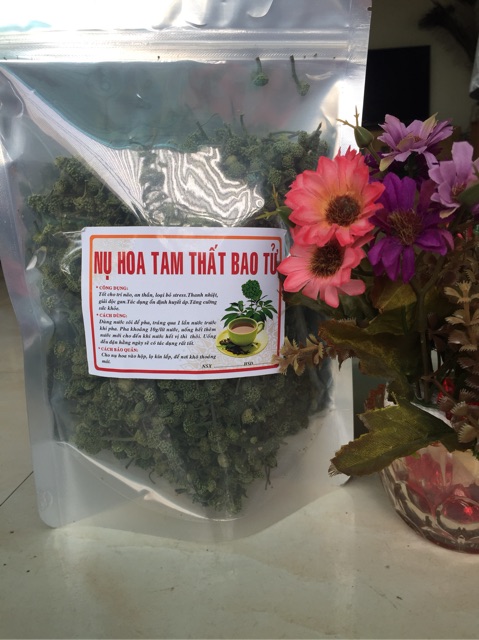 NỤ HOA TAM THẤT BAO TỬ
* CÔNG DỤNG:
Tốt cho trí não, an thần, loại bỏ stress.Thanh nhiệt,
giải độc gan.Tác dụng ổn định huyết áp.Tăng cường
sức khỏe.
* CÁCH DÙNG:
Dùng nước sôi để pha, tráng qua 1 lần nước trước
khi pha. Pha khoảng 10g/lít nước, uống hết thêm
nước mới cho đến khi nước hết vị thì thôi. Uống
đều đặn hằng ngày sẽ có tác dụng rất tốt.
* CÁCH BẢO QUẢN:
Cho nụ hoa vào hộp, lọ kín nắp, để nơi khô thoáng
mát.
NSX..............HSD..............